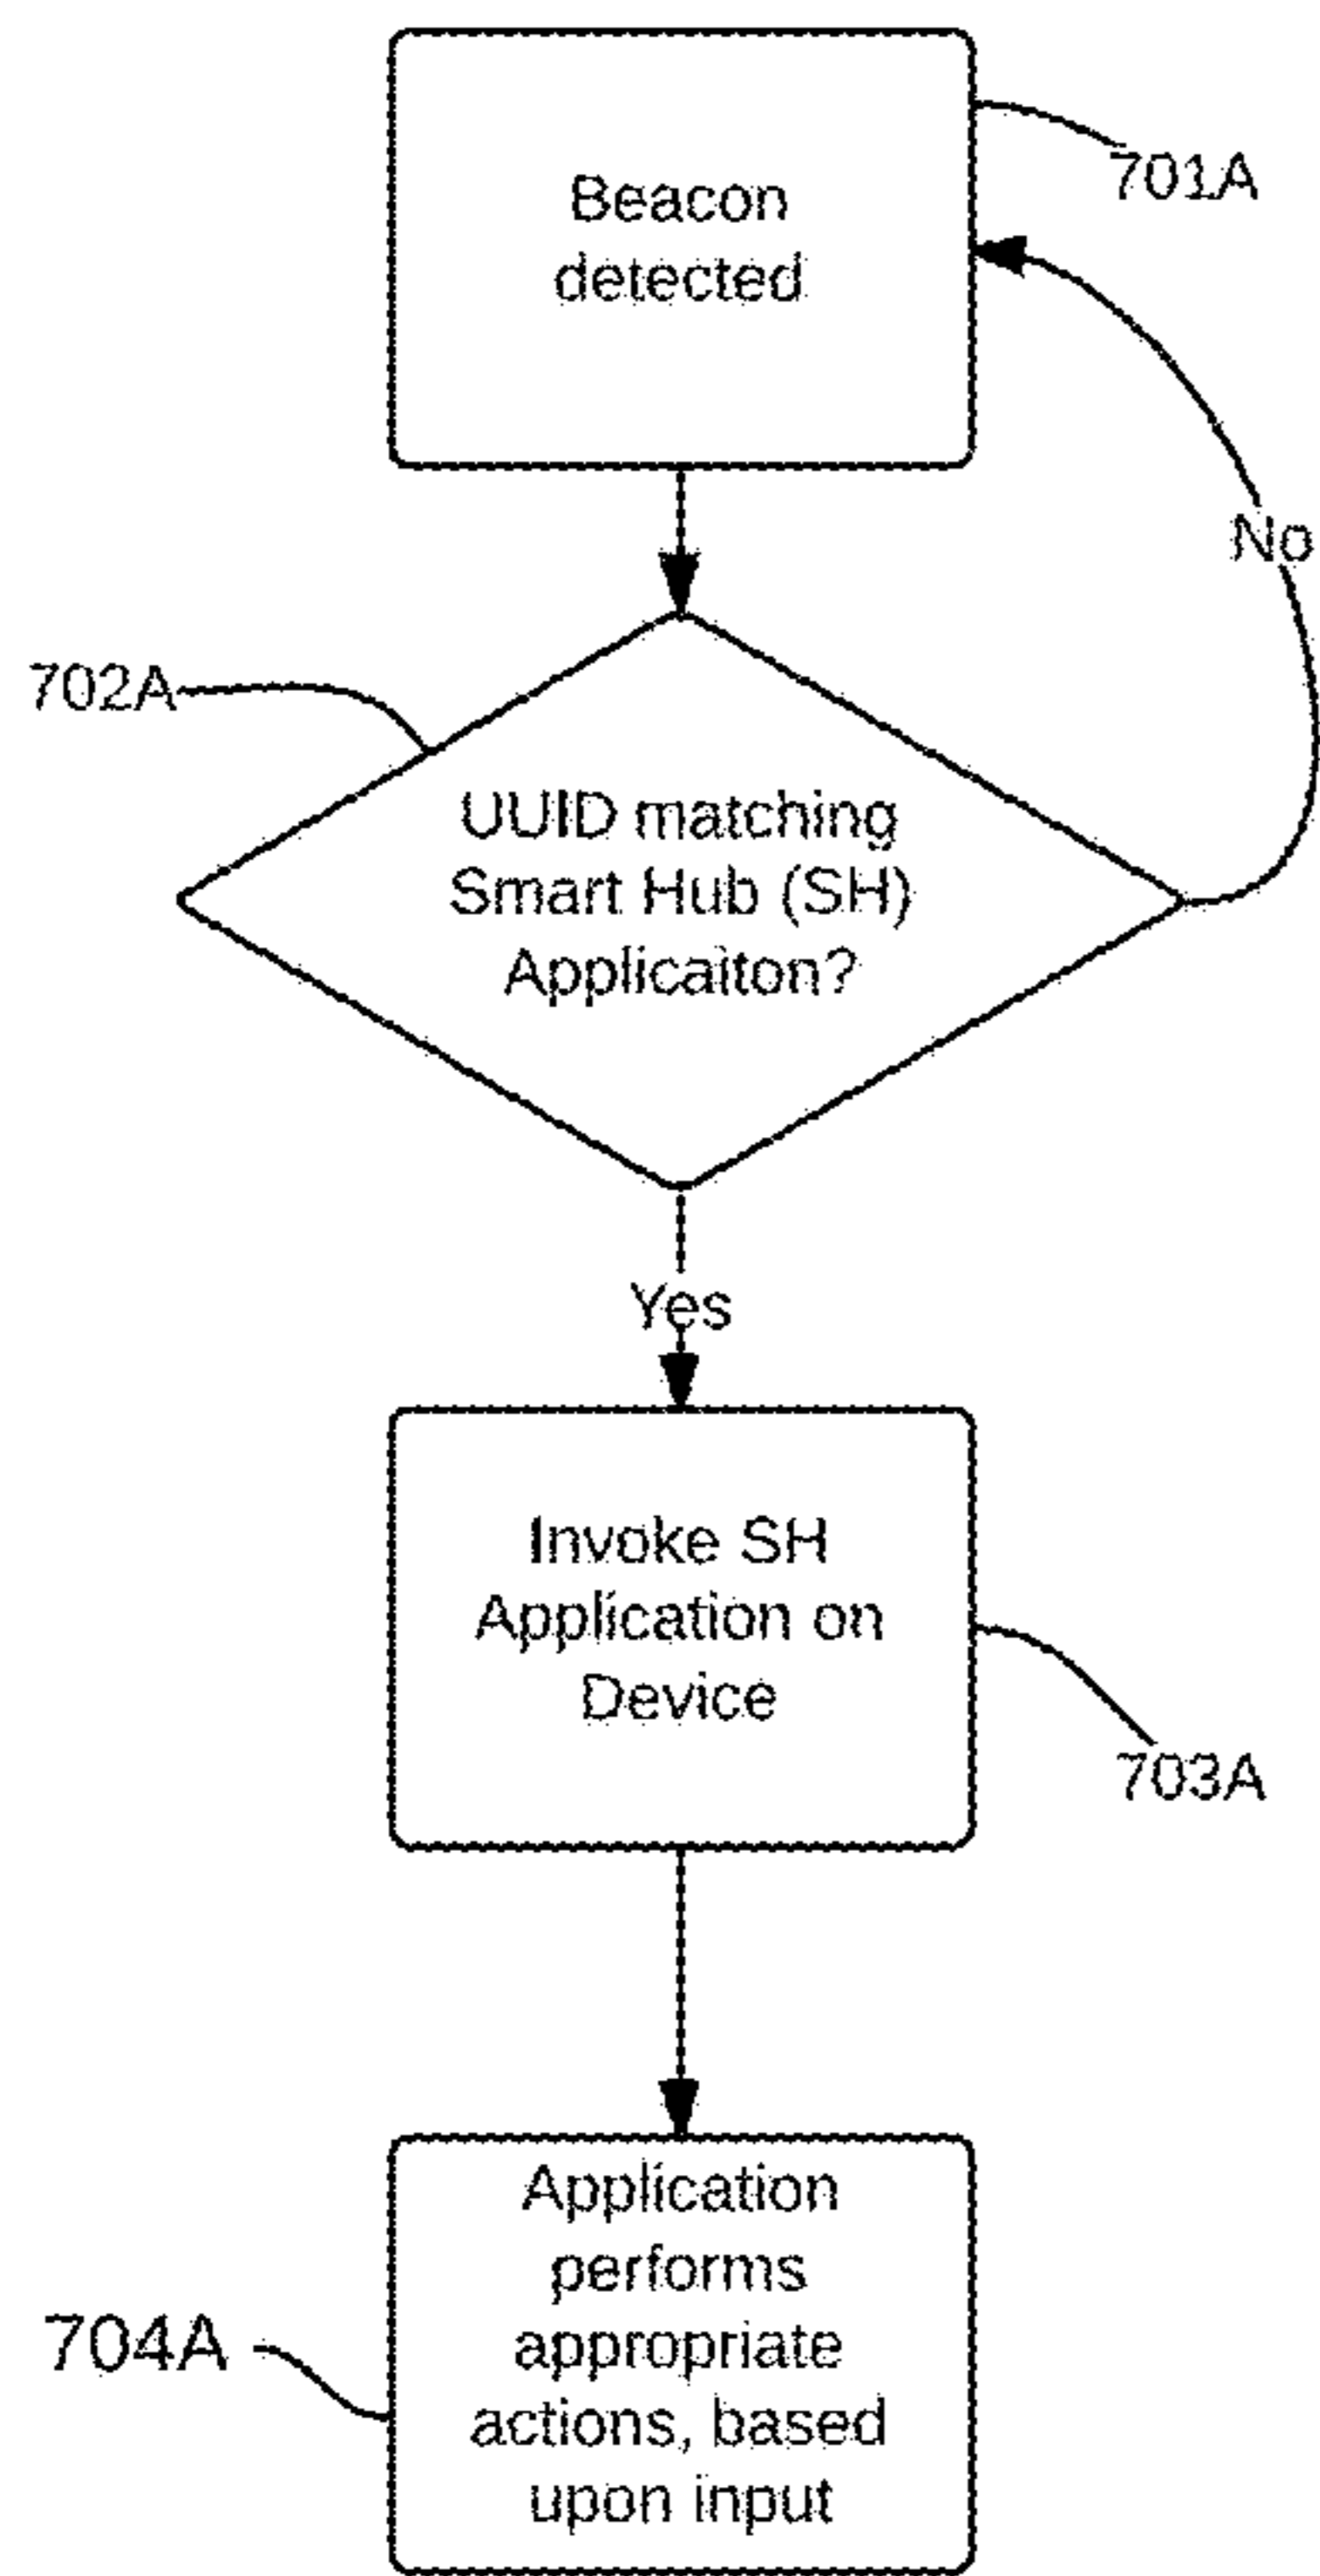 Beacon
detected
701A
No
702A
UUID matching
Smart Hub (SH)
Applicaiton?
Yes
Invoke SH
Application on
Device
703A
Application
performs
appropriate
actions, based
upon input
704A